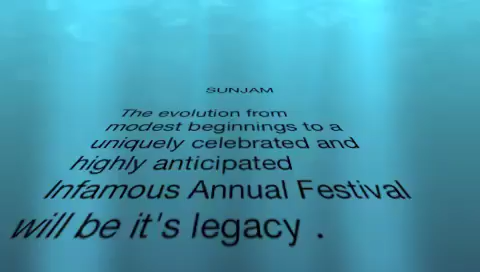 SUNJAM
The evolution from
modest beginnings to a
uniquely celebrated and
highly anticipated
Infamous Annual Festival
will be it's legacy .